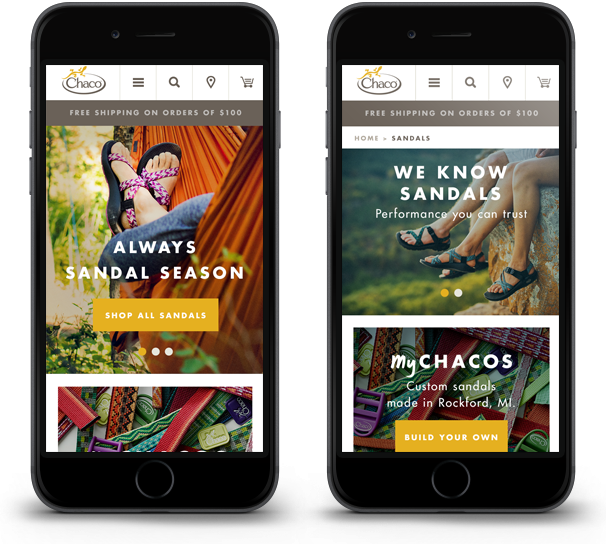 Chaco
FREE SHIPPING ON ORDERS OF $100
ALWAYS
SANDAL SEASON
SHOP ALL SANDALS
Chaco
FREE SHIPPING ON ORDERS OF $100
HOME » SANDALS
WE KNOW
SANDALS
Performance you can trust
MyCHACOS
Custom sandals
made in Rockford, MI.
BUILD YOUR OWN